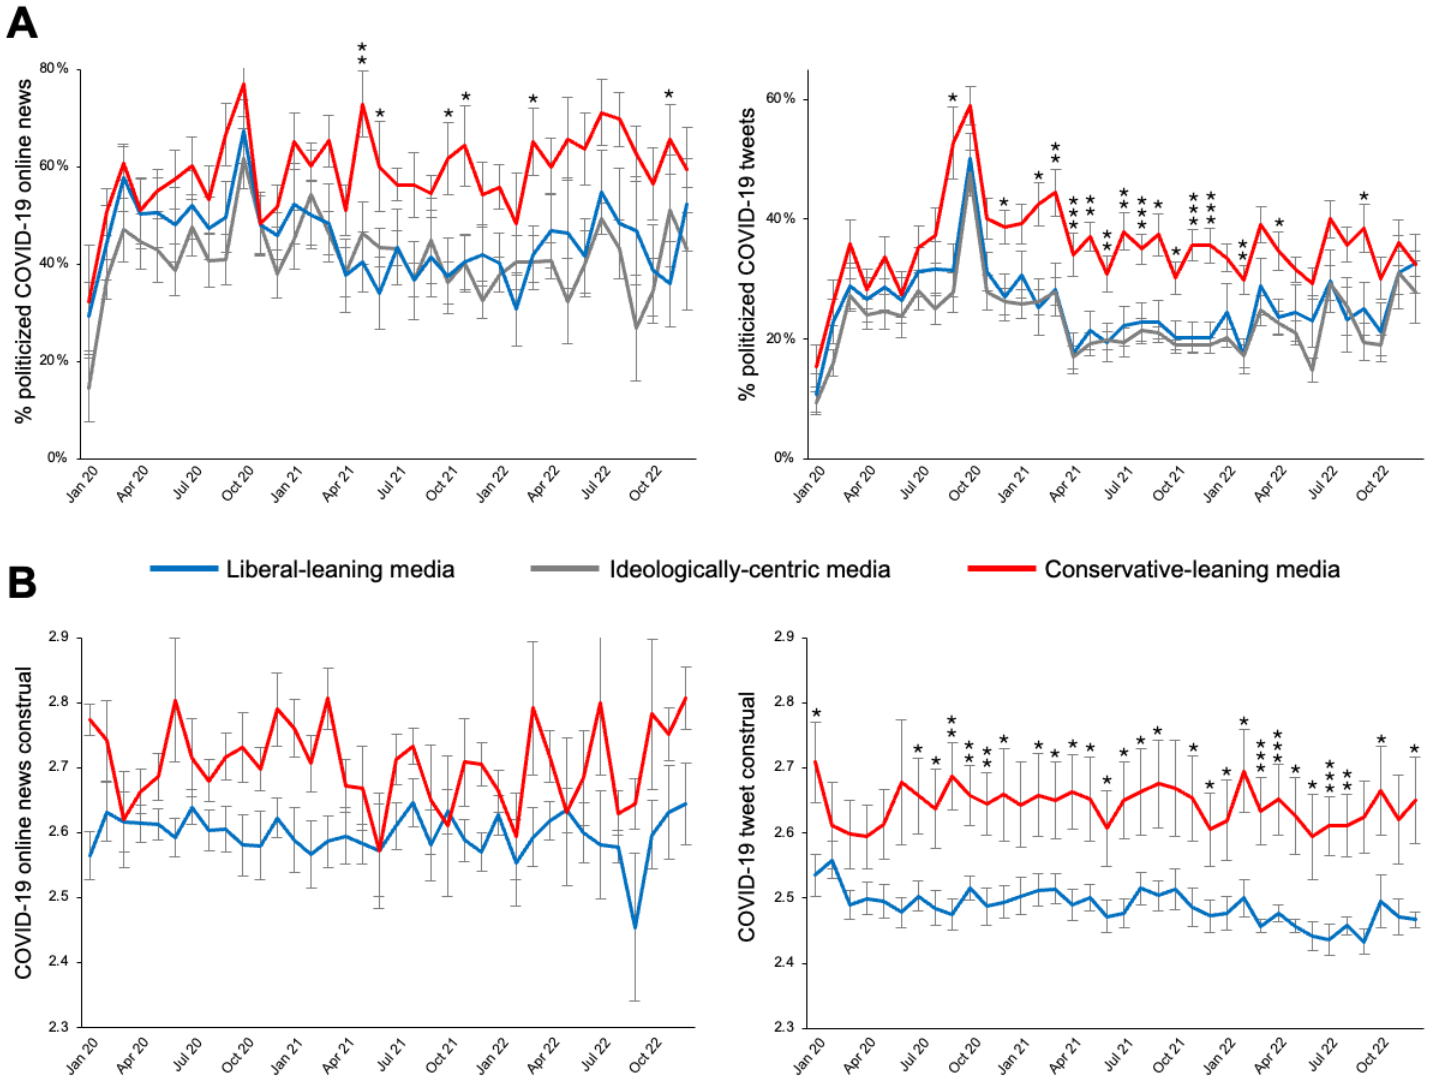 A
% politicized COVID-19 online news
80%
60%
40%
20%
0%
* *
*
*
*
*
*
Jan 20
Apr 20
Jul 20
Oct 20
Jan 21
Apr 21
Jul 21
Oct 21
Jan 22
Apr 22
Jul 22
Oct 22
% politicized COVID-19 tweets
60%
40%
20%
0%
*
*
*
* *
* * *
* *
* *
* *
* * *
*
*
* * *
* * *
* *
*
*
Jan 20
Apr 20
Jul 20
Oct 20
Jan 21
Apr 21
Jul 21
Oct 21
Jan 22
Apr 22
Jul 22
Oct 22
Liberal-leaning media
Ideologically-centric media
Conservative-leaning media
B
COVID-19 online news construal
2.9
2.8
2.7
2.6
2.5
2.4
2.3
Jan 20
Apr 20
Jul 20
Oct 20
Jan 21
Apr 21
Jul 21
Oct 21
Jan 22
Apr 22
Jul 22
Oct 22
COVID-19 tweet construal
2.9
2.8
2.7
2.6
2.5
2.4
2.3
*
*
*
* *
* *
* *
*
*
*
*
*
*
*
*
*
*
*
*
*
* * *
* * *
*
*
* * *
* *
*
*
Jan 20
Apr 20
Jul 20
Oct 20
Jan 21
Apr 21
Jul 21
Oct 21
Jan 22
Apr 22
Jul 22
Oct 22